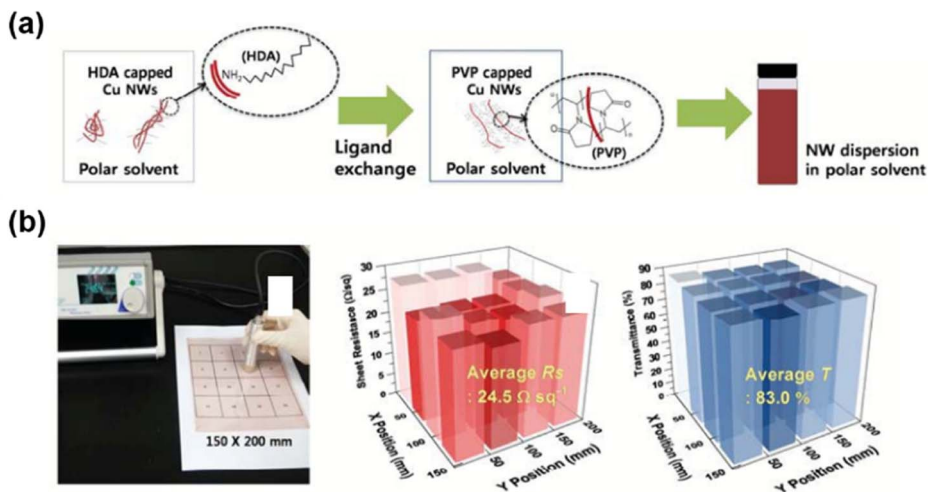 (a)
HDA capped
Cu NWs
Polar solvent
(HDA)
NH2
Ligand
exchange
PVP capped
Cu NWs
Polar solvent
(PVP)
NW dispersion
in polar solvent
(b)
150 X 200 mm
Sheet Resistance (Ω/sq)
30
25
20
15
10
5
0
Average Rs
: 24.5 Ω sq-1
50
100
150
X Position (mm)
50
100
150
200
Y Position (mm)
Transmittance (%)
90
80
70
60
50
40
30
20
10
0
Average T
: 83.0 %
50
100
150
X Position (mm)
50
100
150
200
Y Position (mm)